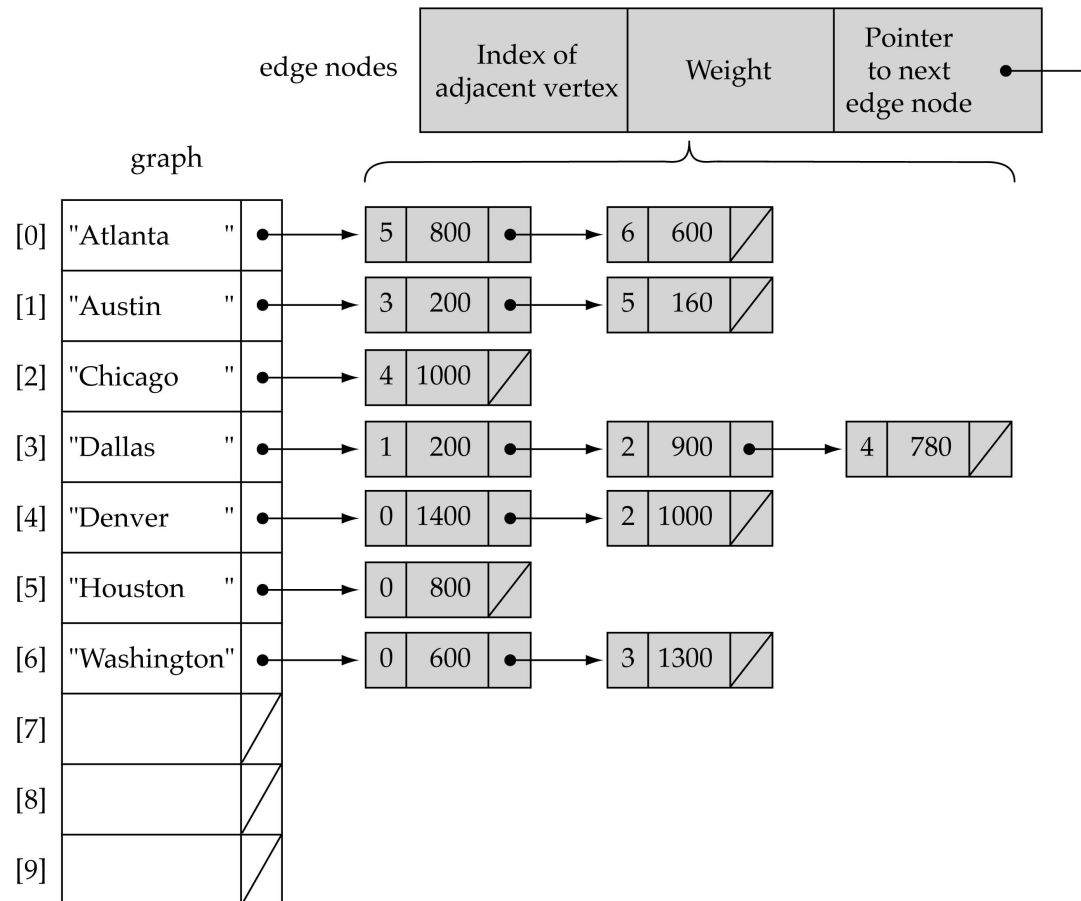 edge nodes
Index of
adjacent vertex
Weight
Pointer
to next
edge node
graph
[0] "Atlanta " 5 800 6 600
[1] "Austin " 3 200 5 160
[2] "Chicago " 4 1000
[3] "Dallas " 1 200 2 900 4 780
[4] "Denver " 0 1400 2 1000
[5] "Houston " 0 800
[6] "Washington" 0 600 3 1300
[7]
[8]
[9]